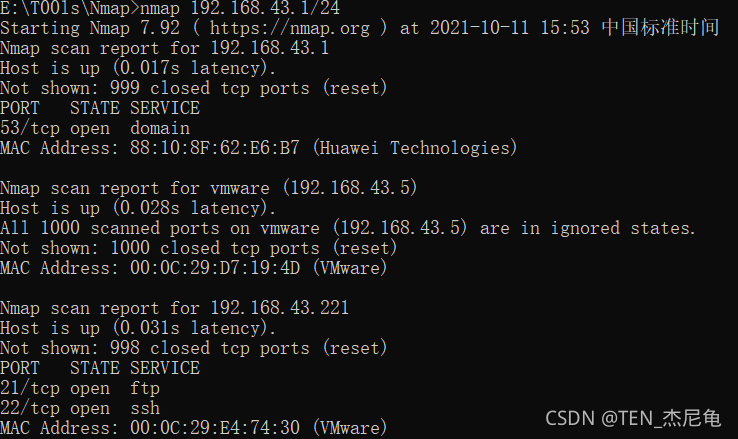 E:\T00ls\Nmap>nmap 192.168.43.1/24
Starting Nmap 7.92 ( https://nmap.org ) at 2021-10-11 15:53 中国标准时间
Nmap scan report for 192.168.43.1
Host is up (0.017s latency).
Not shown: 999 closed tcp ports (reset)
PORT   STATE SERVICE
53/tcp open  domain
MAC Address: 88:10:8F:62:E6:B7 (Huawei Technologies)

Nmap scan report for vmware (192.168.43.5)
Host is up (0.028s latency).
All 1000 scanned ports on vmware (192.168.43.5) are in ignored states.
Not shown: 1000 closed tcp ports (reset)
MAC Address: 00:0C:29:D7:19:4D (VMware)

Nmap scan report for 192.168.43.221
Host is up (0.031s latency).
Not shown: 998 closed tcp ports (reset)
PORT   STATE SERVICE
21/tcp open  ftp
22/tcp open  ssh
MAC Address: 00:0C:29:E4:74:30 (VMware)
CSDN @TEN_杰尼龟